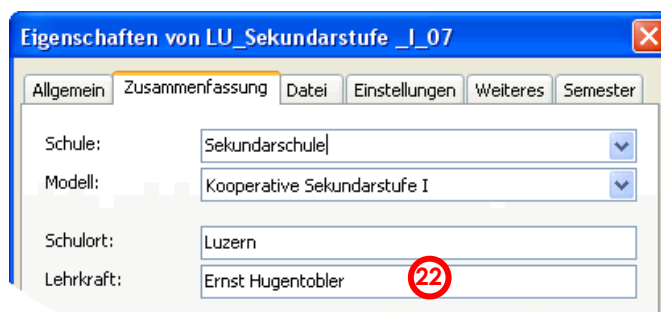 Eigenschaften von LU_Sekundarstufe _I_07
Allgemein Zusammenfassung Datei Einstellungen Weiteres Semester
Schule: Sekundarschule
Modell: Kooperative Sekundarstufe I
Schulort: Luzern
Lehrkraft: Ernst Hugentobler 22